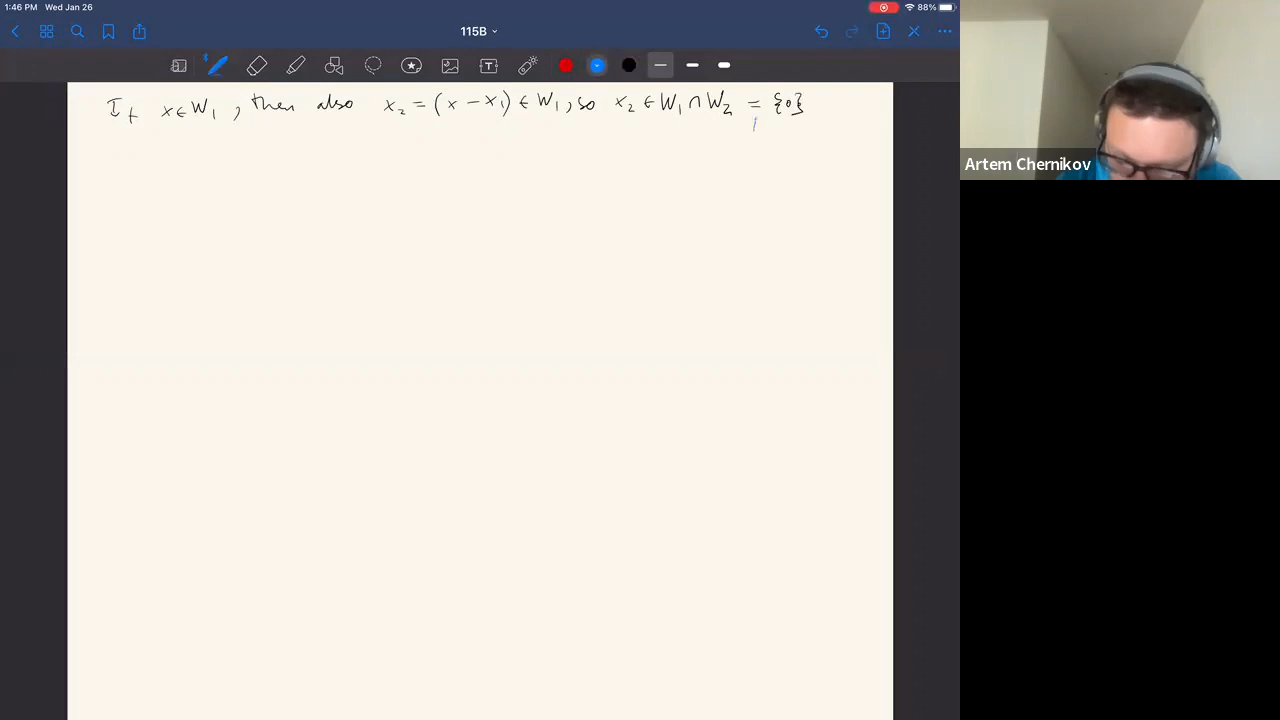 1:46 PM Wed Jan 26
88%
115B
If x ∈ W₁, then also x₂ = (x − x₁) ∈ W₁, so x₂ ∈ W₁ ∩ W₂ = {0}
Artem Chernikov